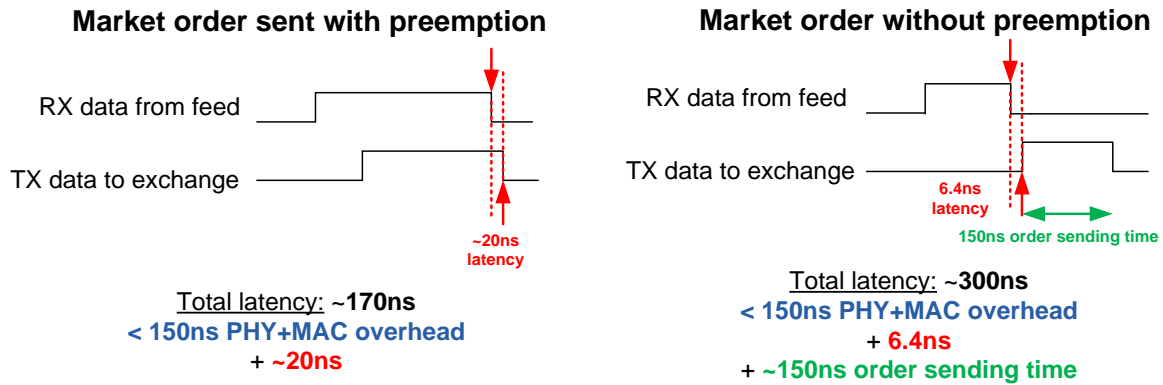 Market order sent with preemption
RX data from feed
TX data to exchange
~20ns
latency
Total latency: ~170ns
< 150ns PHY+MAC overhead
+ ~20ns
Market order without preemption
RX data from feed
TX data to exchange
6.4ns
latency
150ns order sending time
Total latency: ~300ns
< 150ns PHY+MAC overhead
+ 6.4ns
+ ~150ns order sending time